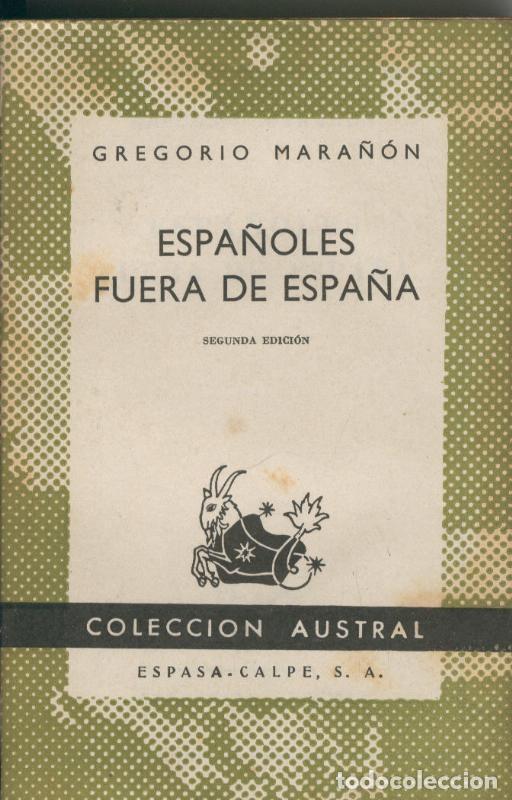 GREGORIO MARAÑÓN
ESPAÑOLES
FUERA DE ESPAÑA
SEGUNDA EDICIÓN
COLECCION AUSTRAL
ESPASA-CALPE, S. A.
todocoleccion